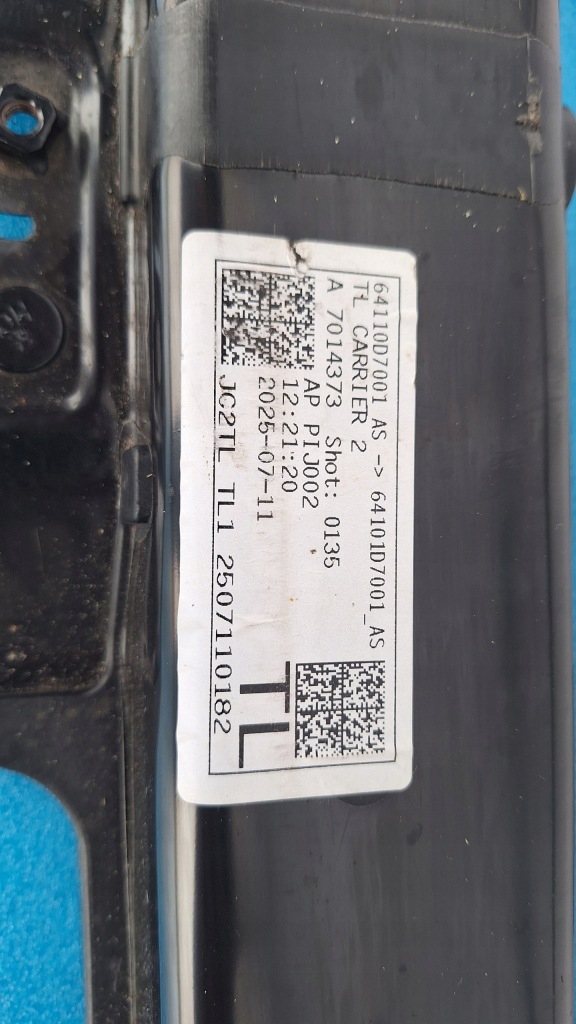 64110D7001_AS -> 64101D7001_AS
TL CARRIER 2
A 7014373 Shot: 0135
AP PIJ002
12:21:20
2025-07-11
TL
JC2TL TL1 2507110182